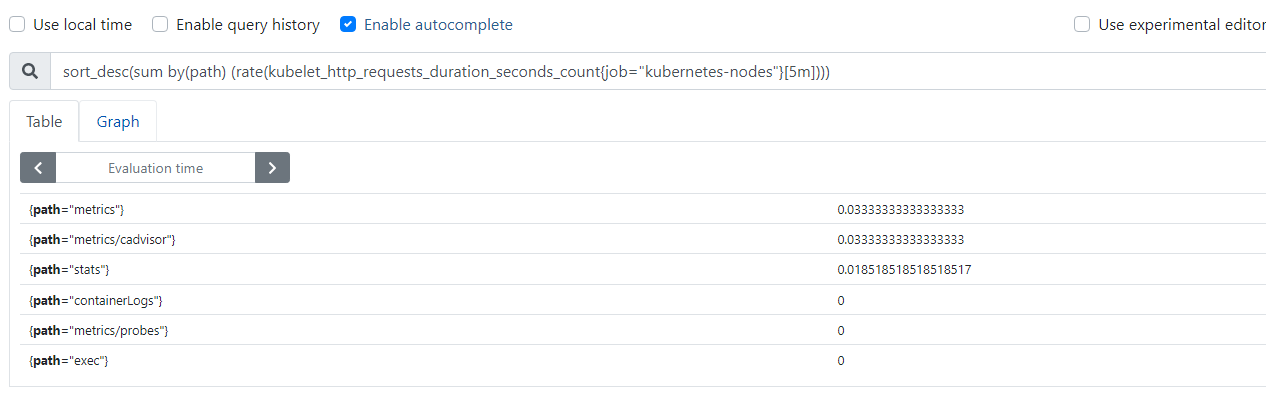 Use local time Enable query history Enable autocomplete Use experimental editor
sort_desc(sum by(path) (rate(kubelet_http_requests_duration_seconds_count{job="kubernetes-nodes"}[5m])))
Table Graph
Evaluation time
{path="metrics"} 0.03333333333333333
{path="metrics/cadvisor"} 0.03333333333333333
{path="stats"} 0.018518518518518517
{path="containerLogs"} 0
{path="metrics/probes"} 0
{path="exec"} 0